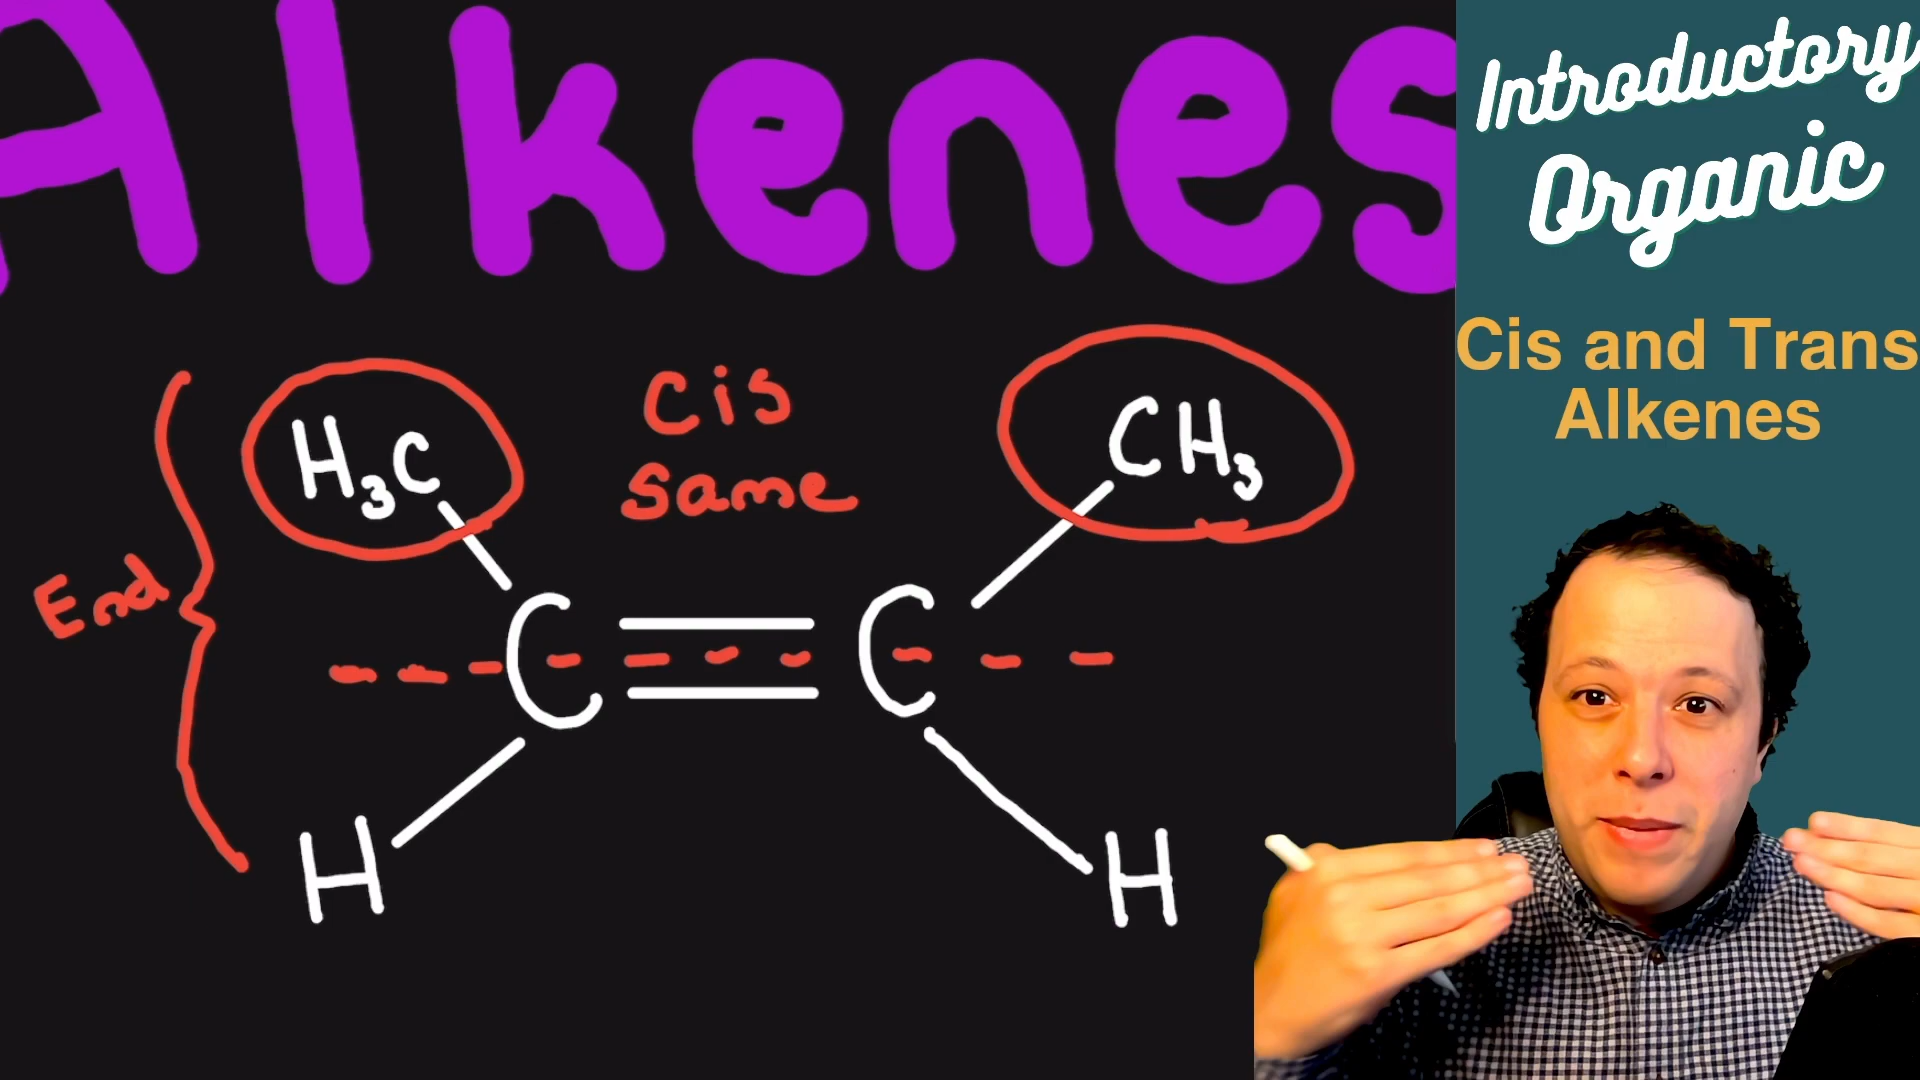 Alkenes
Introductory
Organic
Cis and Trans
Alkenes
Cis
Same
H₃C
CH₃
End
C C
H H